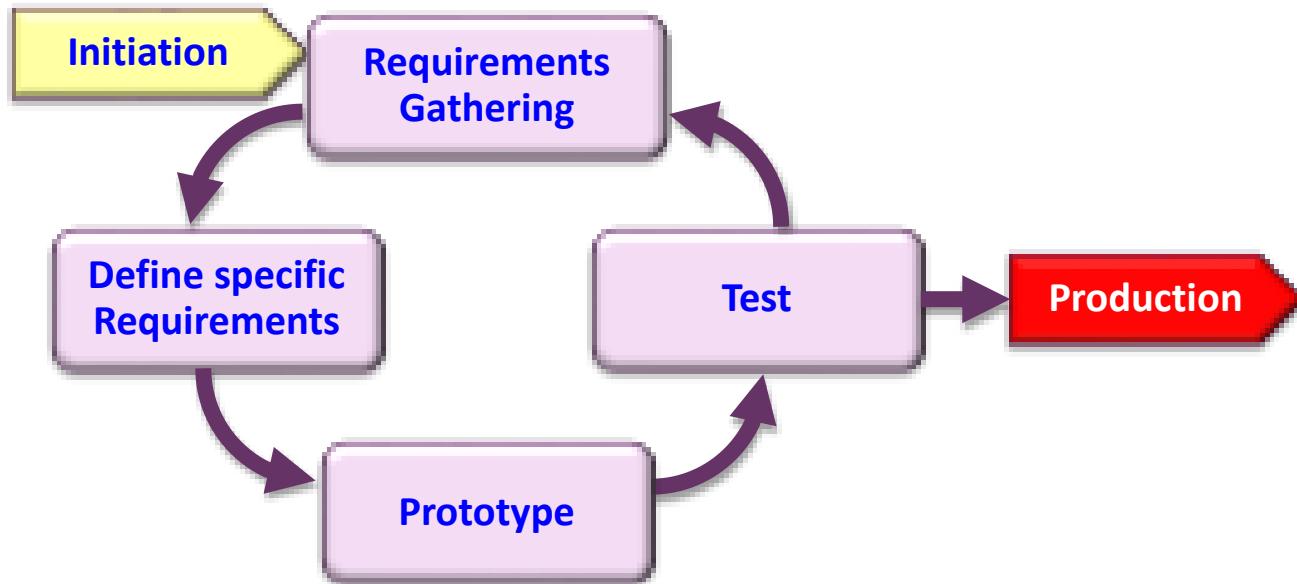 Initiation
Requirements
Gathering
Define specific
Requirements
Test
Production
Prototype